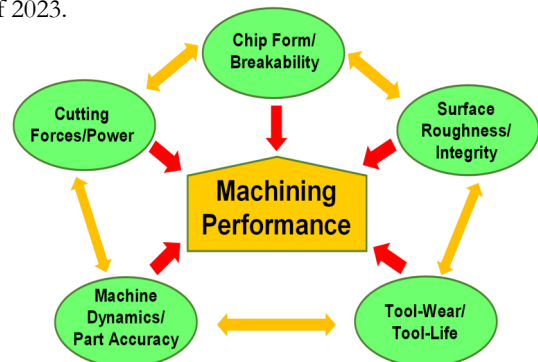 f 2023.
Chip Form/
Breakability
Cutting
Forces/Power
Surface
Roughness/
Integrity
Machining
Performance
Machine
Dynamics/
Part Accuracy
Tool-Wear/
Tool-Life